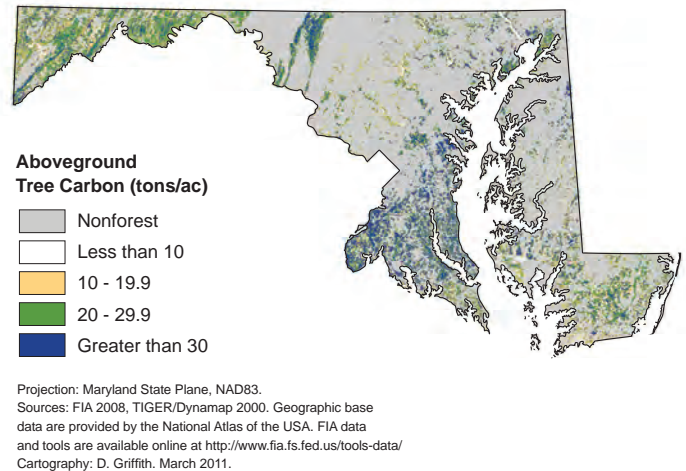 Aboveground
Tree Carbon (tons/ac)
Nonforest
Less than 10
10 - 19.9
20 - 29.9
Greater than 30
Projection: Maryland State Plane, NAD83.
Sources: FIA 2008, TIGER/Dynamap 2000. Geographic base
data are provided by the National Atlas of the USA. FIA data
and tools are available online at http://www.fia.fs.fed.us/tools-data/
Cartography: D. Griffith. March 2011.